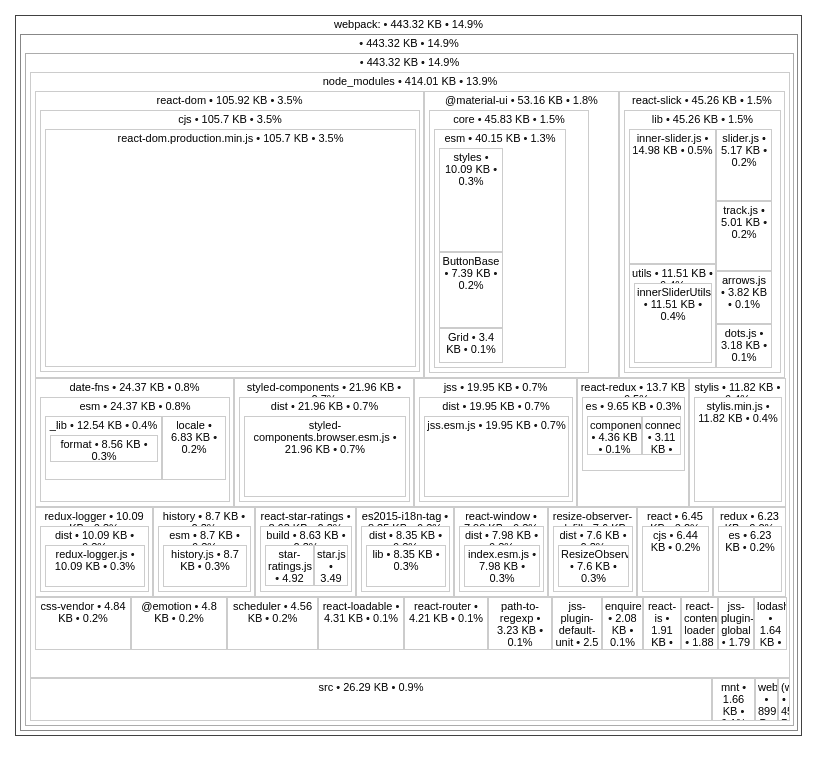 webpack: • 443.32 KB • 14.9%
• 443.32 KB • 14.9%
• 443.32 KB • 14.9%
node_modules • 414.01 KB • 13.9%
react-dom • 105.92 KB • 3.5%
cjs • 105.7 KB • 3.5%
react-dom.production.min.js • 105.7 KB • 3.5%
@material-ui • 53.16 KB • 1.8%
core • 45.83 KB • 1.5%
esm • 40.15 KB • 1.3%
styles •
10.09 KB •
0.3%
ButtonBase
• 7.39 KB •
0.2%
Grid • 3.4
KB • 0.1%
react-slick • 45.26 KB • 1.5%
lib • 45.26 KB • 1.5%
inner-slider.js •
14.98 KB • 0.5%
utils • 11.51 KB •
innerSliderUtils
• 11.51 KB •
0.4%
slider.js •
5.17 KB •
0.2%
track.js •
5.01 KB •
0.2%
arrows.js
• 3.82 KB
• 0.1%
dots.js •
3.18 KB •
0.1%
date-fns • 24.37 KB • 0.8%
esm • 24.37 KB • 0.8%
_lib • 12.54 KB • 0.4%
format • 8.56 KB •
0.3%
locale •
6.83 KB •
0.2%
styled-components • 21.96 KB •
dist • 21.96 KB • 0.7%
styled-
components.browser.esm.js •
21.96 KB • 0.7%
jss • 19.95 KB • 0.7%
dist • 19.95 KB • 0.7%
jss.esm.js • 19.95 KB • 0.7%
react-redux • 13.7 KB
es • 9.65 KB • 0.3%
componen
• 4.36 KB
• 0.1%
connec
• 3.11
KB •
stylis • 11.82 KB •
stylis.min.js •
11.82 KB • 0.4%
redux-logger • 10.09
dist • 10.09 KB •
redux-logger.js •
10.09 KB • 0.3%
history • 8.7 KB •
esm • 8.7 KB •
history.js • 8.7
KB • 0.3%
react-star-ratings •
build • 8.63 KB •
star-
ratings.js
• 4.92
star.js
•
3.49
es2015-i18n-tag •
dist • 8.35 KB •
lib • 8.35 KB •
0.3%
react-window •
dist • 7.98 KB •
index.esm.js •
7.98 KB •
0.3%
resize-observer-
dist • 7.6 KB •
ResizeObserv
• 7.6 KB •
0.3%
react • 6.45
cjs • 6.44
KB • 0.2%
redux • 6.23
es • 6.23
KB • 0.2%
css-vendor • 4.84
KB • 0.2%
@emotion • 4.8
KB • 0.2%
scheduler • 4.56
KB • 0.2%
react-loadable •
4.31 KB • 0.1%
react-router •
4.21 KB • 0.1%
path-to-
regexp •
3.23 KB •
0.1%
jss-
plugin-
default-
unit • 2.5
enquire
• 2.08
KB •
0.1%
react-
is •
1.91
KB •
react-
conten
loader
• 1.88
jss-
plugin-
global
• 1.79
lodash
•
1.64
KB •
src • 26.29 KB • 0.9%
mnt •
1.66
KB •
web
•
899
(w
•